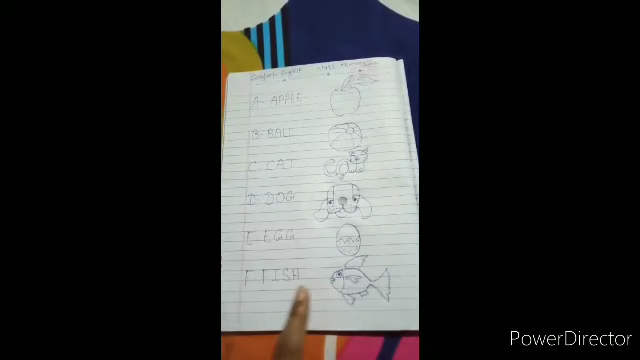 A- APPLE
B- BALL
C- CAT
D- DOG
E- EGG
F- FISH
PowerDirector